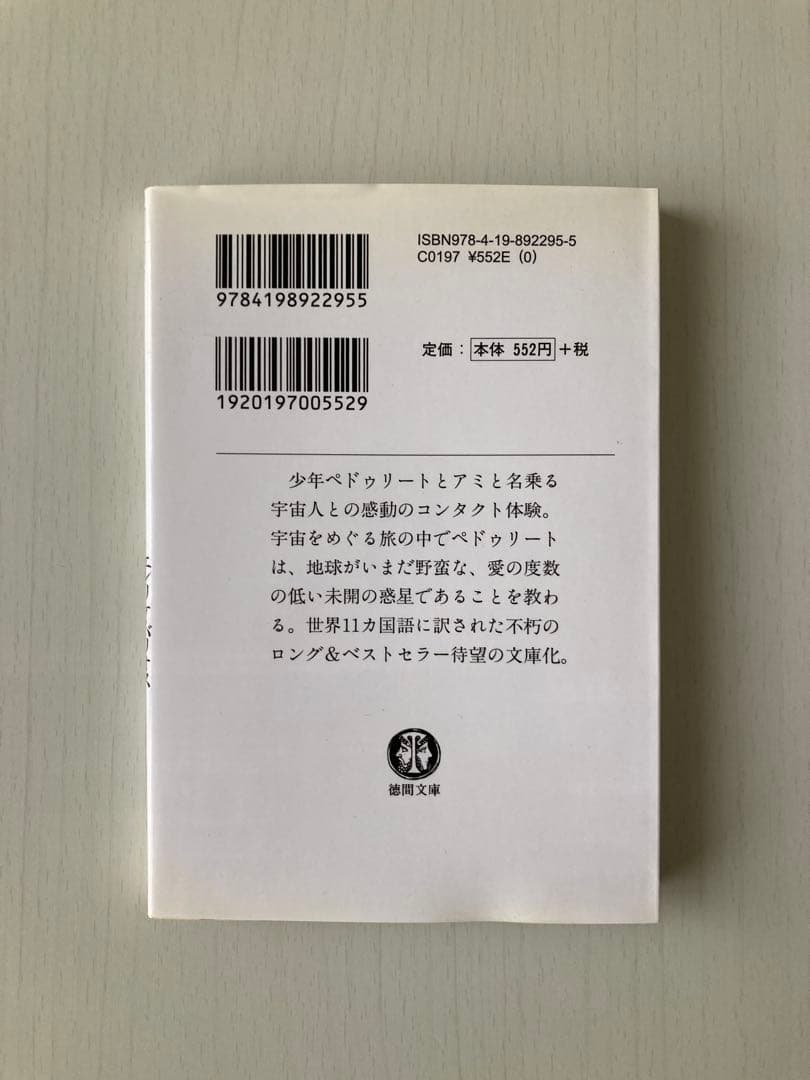 ISBN978-4-19-892295-5
C0197 ¥552E (0)
9784198922955
定価：本体 552円+税
1920197005529
少年ペドゥリートとアミと名乗る
宇宙人との感動のコンタクト体験。
宇宙をめぐる旅の中でペドゥリート
は、地球がいまだ野蛮な、愛の度数
の低い未開の惑星であることを教わ
る。世界11カ国語に訳された不朽の
ロング&ベストセラー待望の文庫化。
徳間文庫